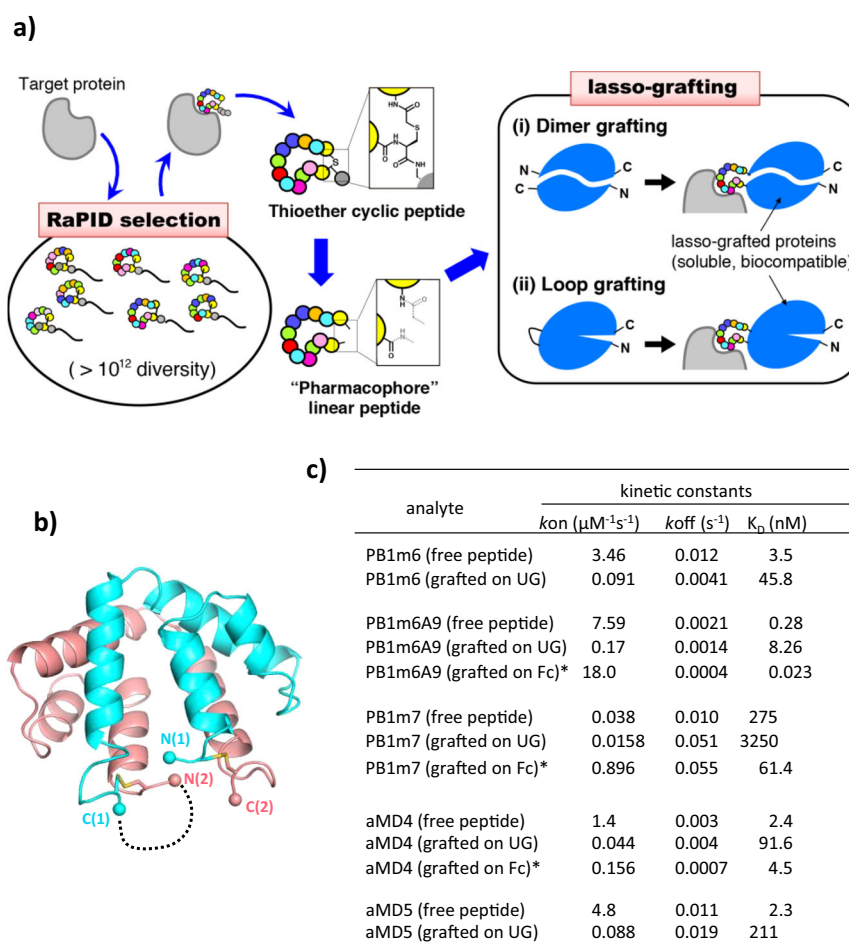 a)
Target protein
RaPID selection
( > 10¹² diversity)
S
Thioether cyclic peptide
HN
O
S
O
N
H
O
HN
"Pharmacophore"
linear peptide
HN
O
O
HN
lasso-grafting
(i) Dimer grafting
N
C
C
N
C
N
lasso-grafted proteins
(soluble, biocompatible)
(ii) Loop grafting
C
N
C
N
b)
N(1)
N(2)
C(1)
C(2)
c)
analyte kinetic constants
kon (μM⁻¹s⁻¹) koff (s⁻¹) K_D (nM)
PB1m6 (free peptide) 3.46 0.012 3.5
PB1m6 (grafted on UG) 0.091 0.0041 45.8
PB1m6A9 (free peptide) 7.59 0.0021 0.28
PB1m6A9 (grafted on UG) 0.17 0.0014 8.26
PB1m6A9 (grafted on Fc)* 18.0 0.0004 0.023
PB1m7 (free peptide) 0.038 0.010 275
PB1m7 (grafted on UG) 0.0158 0.051 3250
PB1m7 (grafted on Fc)* 0.896 0.055 61.4
aMD4 (free peptide) 1.4 0.003 2.4
aMD4 (grafted on UG) 0.044 0.004 91.6
aMD4 (grafted on Fc)* 0.156 0.0007 4.5
aMD5 (free peptide) 4.8 0.011 2.3
aMD5 (grafted on UG) 0.088 0.019 211